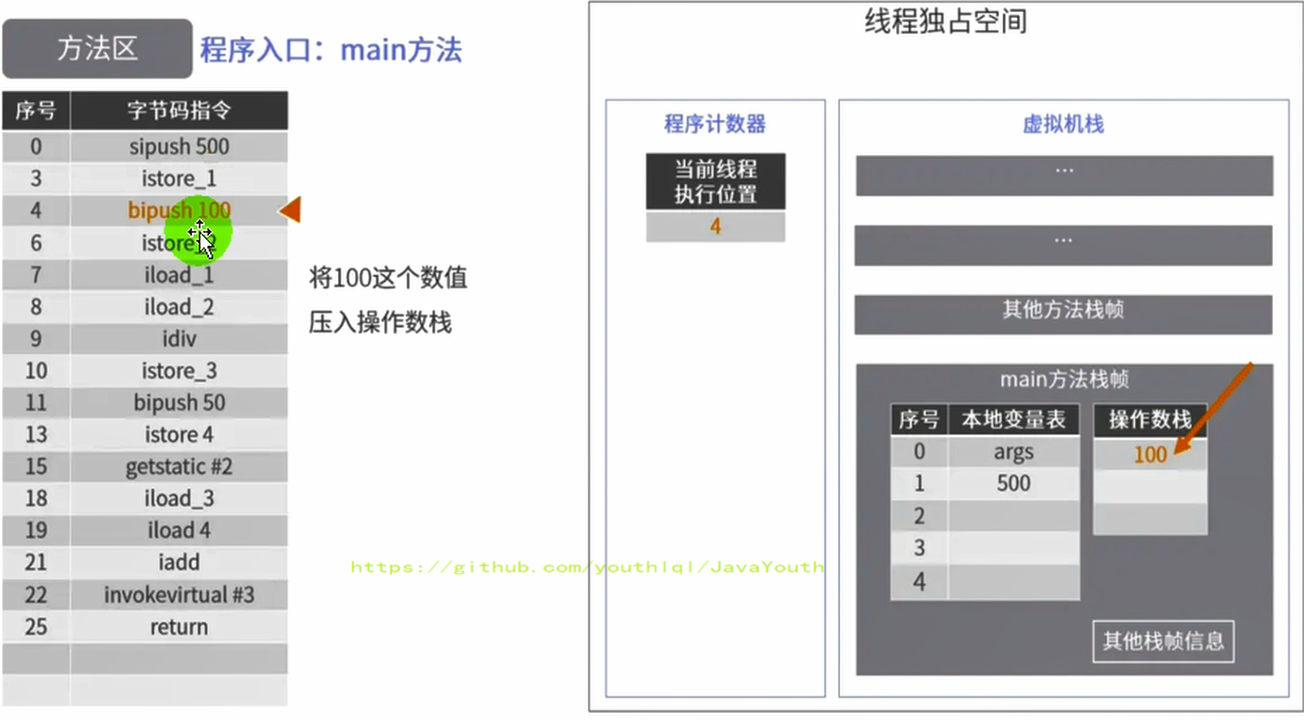 方法区 程序入口：main方法
序号 字节码指令
0 sipush 500
3 istore_1
4 bipush 100
6 istore_2
7 iload_1
8 iload_2
9 idiv
10 istore_3
11 bipush 50
13 istore 4
15 getstatic #2
18 iload_3
19 iload 4
21 iadd
22 invokevirtual #3
25 return
将100这个数值
压入操作数栈
https://github.com/youthlql/JavaYouth
线程独占空间
程序计数器
当前线程
执行位置
4
虚拟机栈
...
...
其他方法栈帧
main方法栈帧
序号 本地变量表
0 args
1 500
2
3
4
操作数栈
100
其他栈帧信息